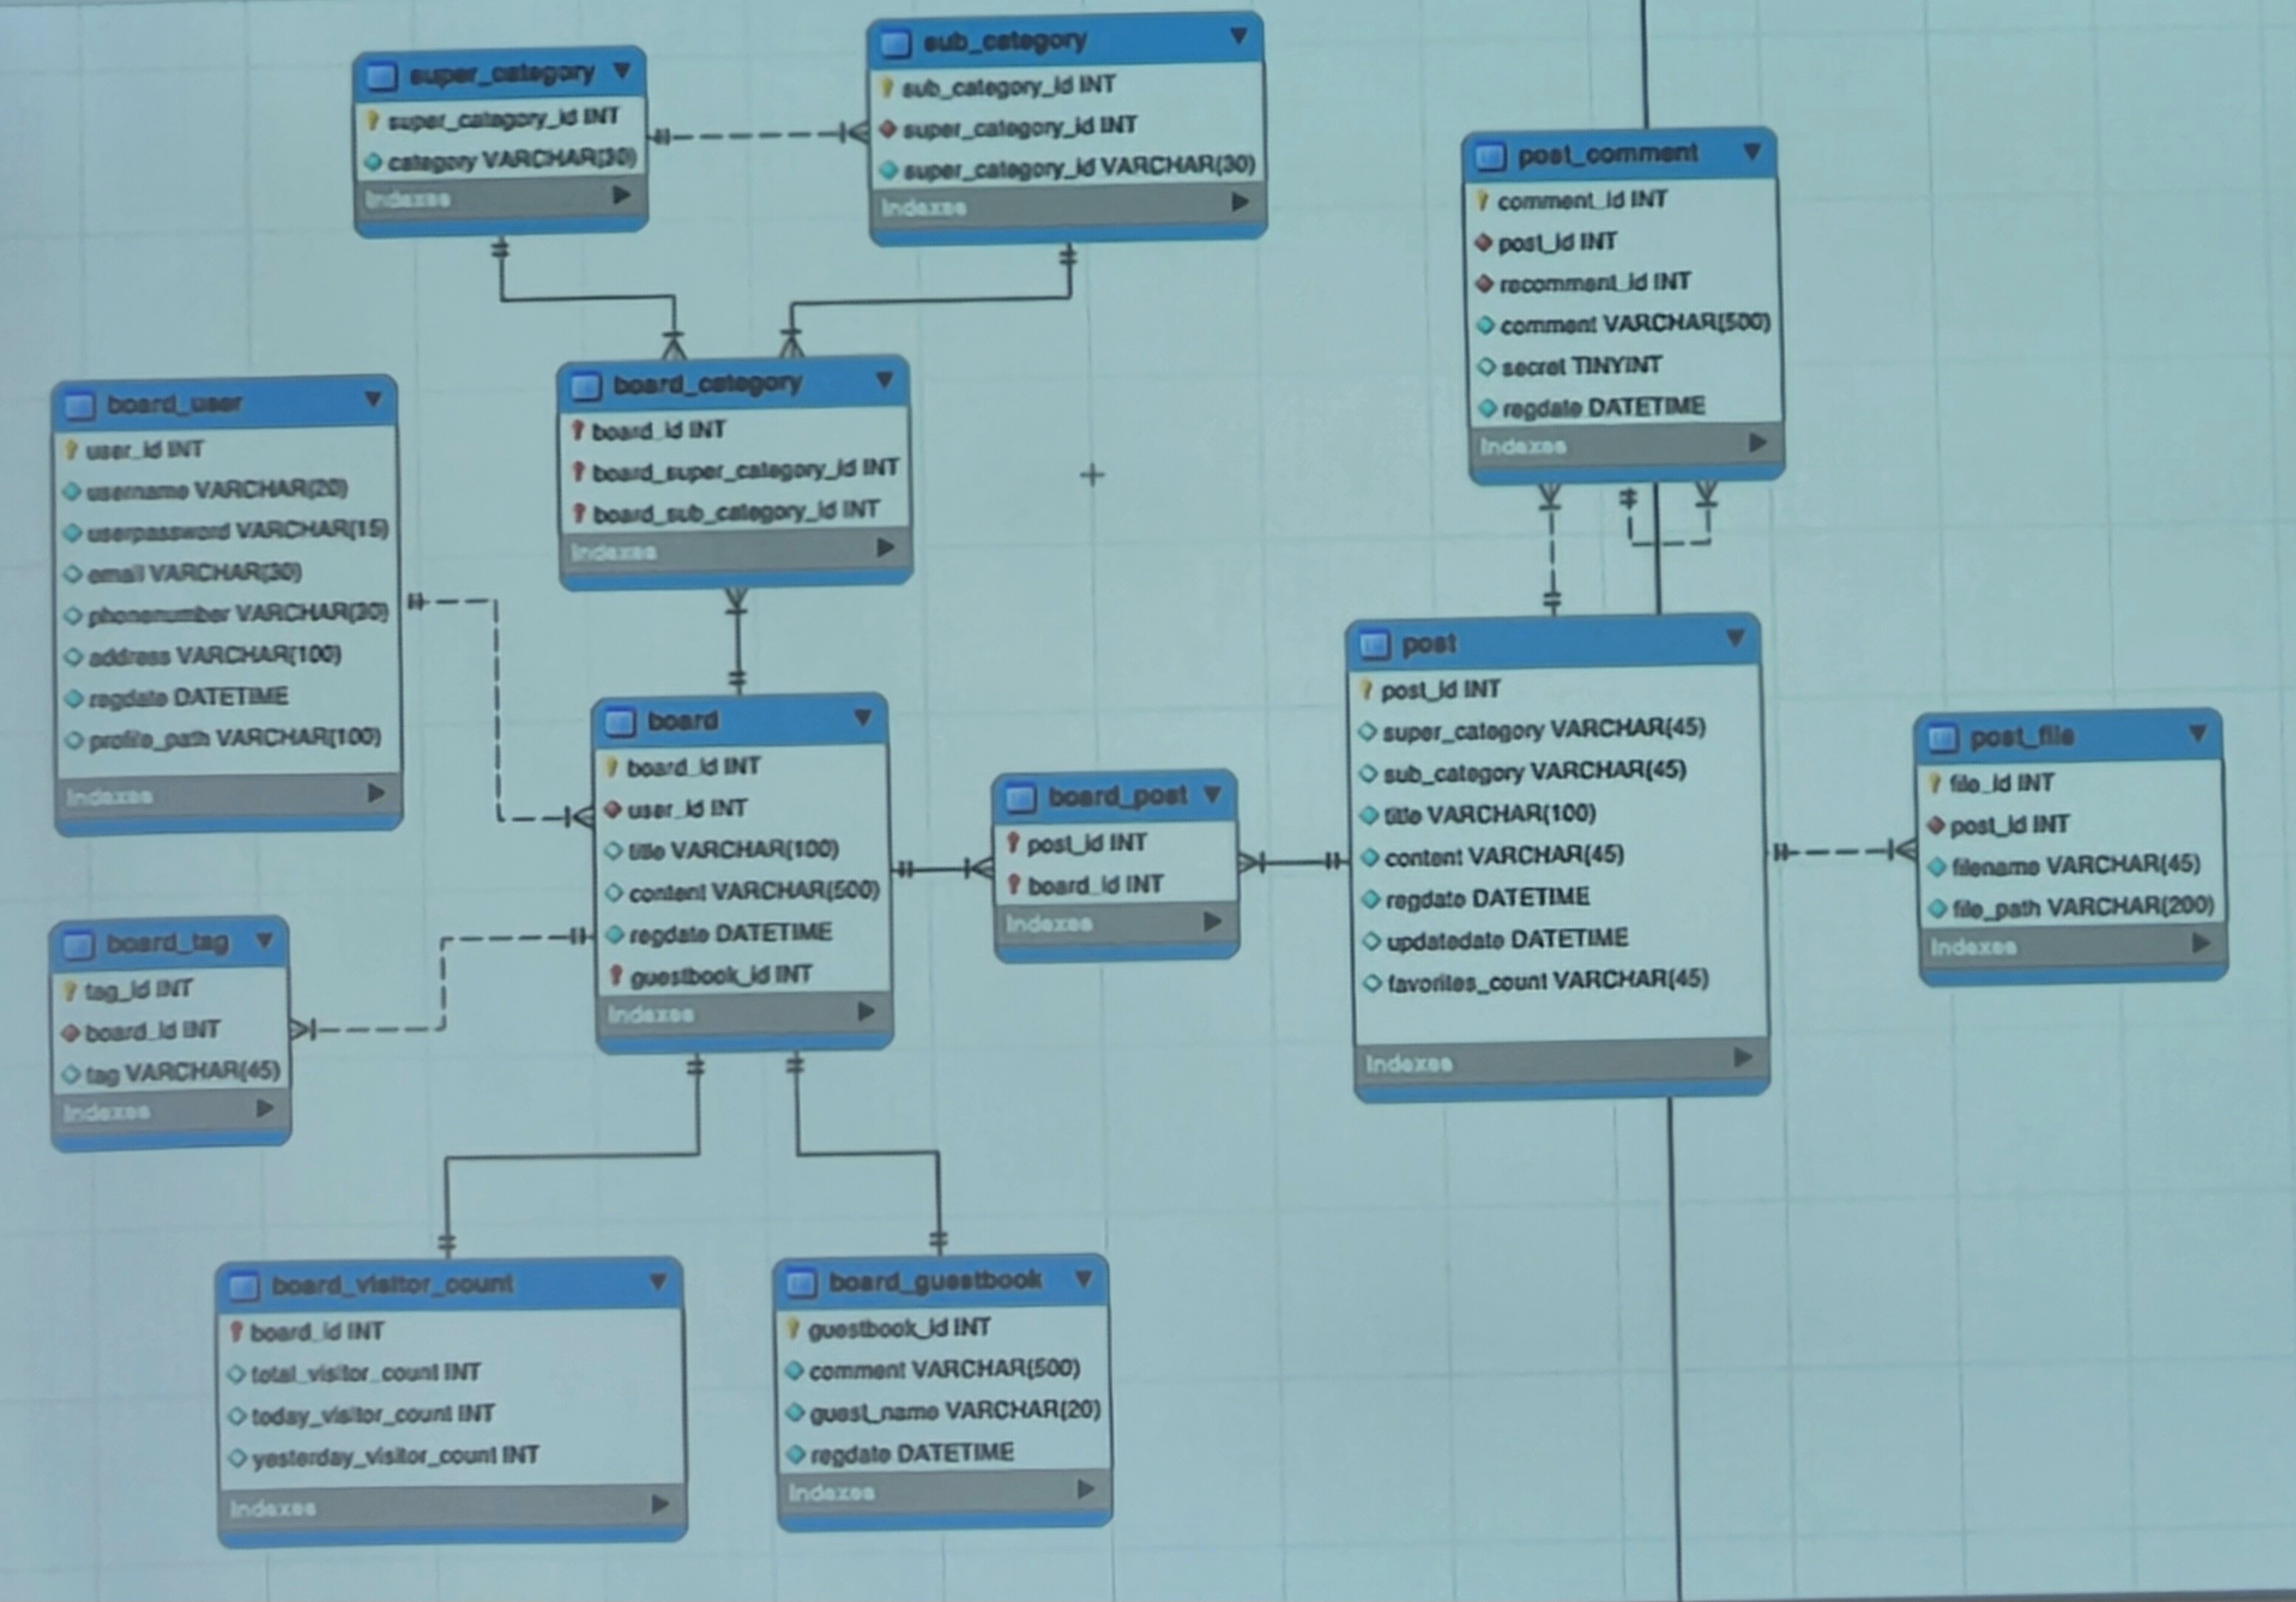 super_category
super_category_id INT
category VARCHAR(30)
Indexes
sub_category
sub_category_id INT
super_category_id INT
super_category_id VARCHAR(30)
Indexes
post_comment
comment_id INT
post_id INT
recomment_id INT
comment VARCHAR(500)
secret TINYINT
regdate DATETIME
Indexes
board_user
user_id INT
username VARCHAR(20)
userpassword VARCHAR(15)
email VARCHAR(30)
phonenumber VARCHAR(30)
address VARCHAR(100)
regdate DATETIME
profile_path VARCHAR(100)
Indexes
board_category
board_id INT
board_super_category_id INT
board_sub_category_id INT
Indexes
board
board_id INT
user_id INT
title VARCHAR(100)
content VARCHAR(500)
regdate DATETIME
guestbook_id INT
Indexes
board_post
post_id INT
board_id INT
Indexes
post
post_id INT
super_category VARCHAR(45)
sub_category VARCHAR(45)
title VARCHAR(100)
content VARCHAR(45)
regdate DATETIME
updatedate DATETIME
favorites_count VARCHAR(45)
Indexes
post_file
file_id INT
post_id INT
filename VARCHAR(45)
file_path VARCHAR(200)
Indexes
board_tag
tag_id INT
board_id INT
tag VARCHAR(45)
Indexes
board_visitor_count
board_id INT
total_visitor_count INT
today_visitor_count INT
yesterday_visitor_count INT
Indexes
board_guestbook
guestbook_id INT
comment VARCHAR(500)
guest_name VARCHAR(20)
regdate DATETIME
Indexes